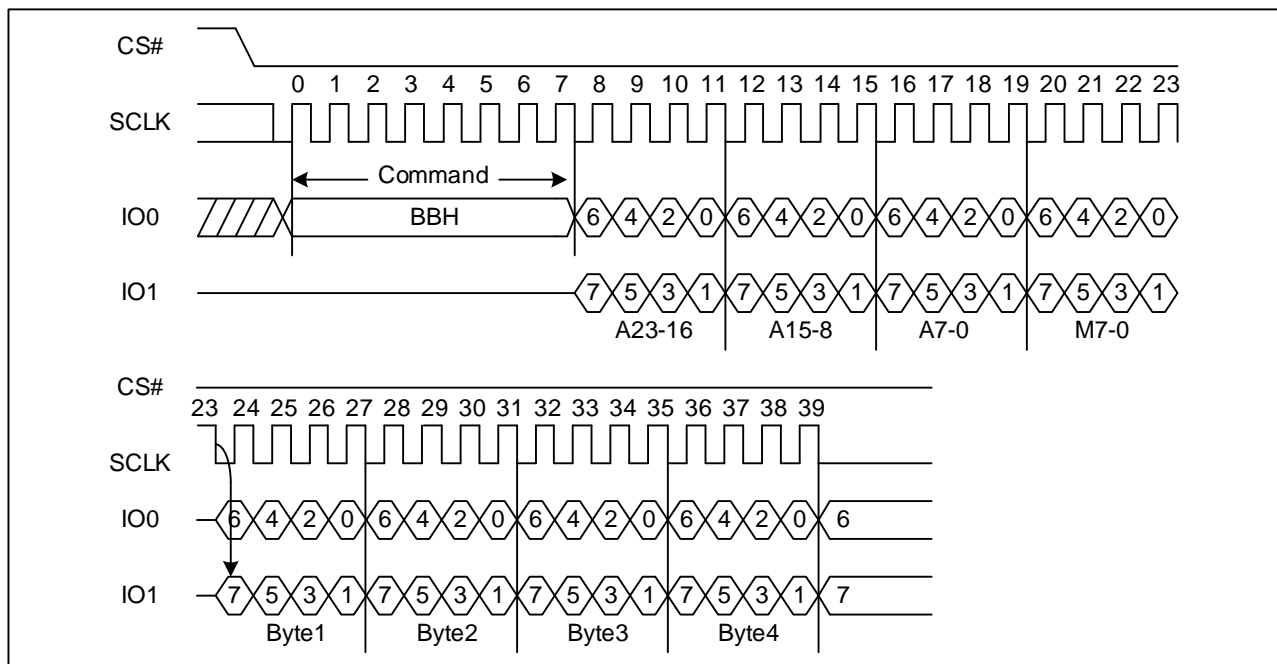 CS#
0 1 2 3 4 5 6 7 8 9 10 11 12 13 14 15 16 17 18 19 20 21 22 23
SCLK
Command
IO0 BBH 6 4 2 0 6 4 2 0 6 4 2 0 6 4 2 0
IO1 7 5 3 1 7 5 3 1 7 5 3 1 7 5 3 1
A23-16 A15-8 A7-0 M7-0
CS#
23 24 25 26 27 28 29 30 31 32 33 34 35 36 37 38 39
SCLK
IO0 6 4 2 0 6 4 2 0 6 4 2 0 6 4 2 0 6
IO1 7 5 3 1 7 5 3 1 7 5 3 1 7 5 3 1 7
Byte1 Byte2 Byte3 Byte4